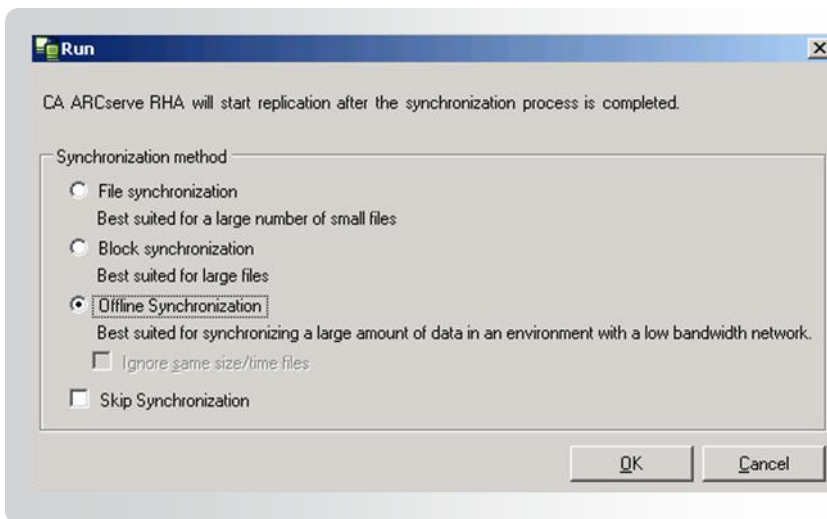 Run
CA ARCserve RHA will start replication after the synchronization process is completed.
Synchronization method
File synchronization
Best suited for a large number of small files
Block synchronization
Best suited for large files
Offline Synchronization
Best suited for synchronizing a large amount of data in an environment with a low bandwidth network.
Ignore same size/time files
Skip Synchronization
OK Cancel